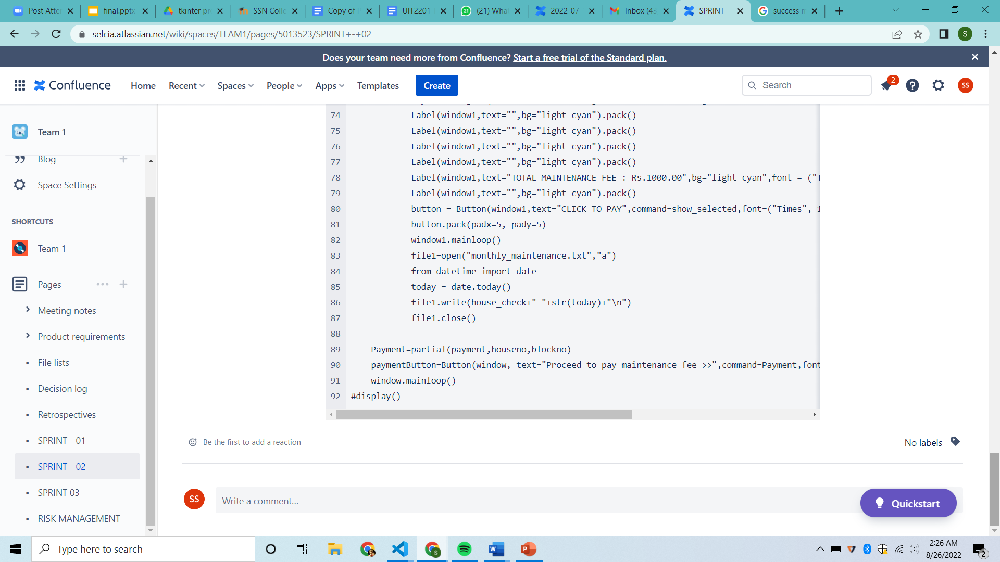 Post Atte
final.pptx
tkinter pr
SSN Colle
Copy of P
UIT2201-
21
(21) Wha
2022-07-
Inbox (43
SPRINT -
success m
selcia.atlassian.net/wiki/spaces/TEAM1/pages/5013523/SPRINT+-+02
S
Does your team need more from Confluence? Start a free trial of the Standard plan.
Confluence
Home
Recent
Spaces
People
Apps
Templates
Create
Search
2
SS
Team 1
Blog
Space Settings
SHORTCUTS
Team 1
Pages
Meeting notes
Product requirements
File lists
Decision log
Retrospectives
SPRINT - 01
SPRINT - 02
SPRINT 03
RISK MANAGEMENT
74 Label(window1,text="",bg="light cyan").pack()
75 Label(window1,text="",bg="light cyan").pack()
76 Label(window1,text="",bg="light cyan").pack()
77 Label(window1,text="",bg="light cyan").pack()
78 Label(window1,text="TOTAL MAINTENANCE FEE : Rs.1000.00",bg="light cyan",font = ("T
79 Label(window1,text="",bg="light cyan").pack()
80 button = Button(window1,text="CLICK TO PAY",command=show_selected,font=("Times", 1
81 button.pack(padx=5, pady=5)
82 window1.mainloop()
83 file1=open("monthly_maintenance.txt","a")
84 from datetime import date
85 today = date.today()
86 file1.write(house_check+" "+str(today)+"\n")
87 file1.close()
88
89 Payment=partial(payment,houseno,blockno)
90 paymentButton=Button(window, text="Proceed to pay maintenance fee >>",command=Payment,font
91 window.mainloop()
92 #display()
Be the first to add a reaction
No labels
SS
Write a comment...
Quickstart
Type here to search
S
W
P
2:26 AM
8/26/2022
2